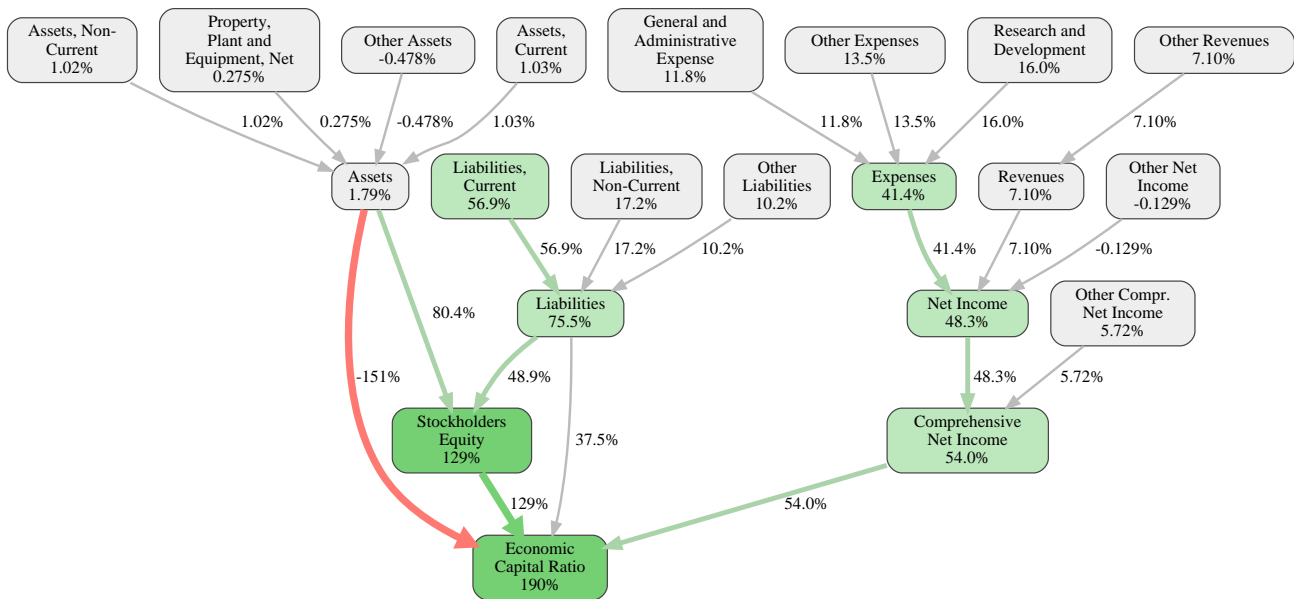 Assets, Non-
Current
1.02%
Property,
Plant and
Equipment, Net
0.275%
Other Assets
-0.478%
Assets,
Current
1.03%
General and
Administrative
Expense
11.8%
Other Expenses
13.5%
Research and
Development
16.0%
Other Revenues
7.10%
1.02%
0.275%
-0.478%
1.03%
11.8%
13.5%
16.0%
7.10%
Assets
1.79%
Liabilities,
Current
56.9%
Liabilities,
Non-Current
17.2%
Other
Liabilities
10.2%
Expenses
41.4%
Revenues
7.10%
Other Net
Income
-0.129%
56.9%
17.2%
10.2%
41.4%
7.10%
-0.129%
80.4%
Liabilities
75.5%
Net Income
48.3%
Other Compr.
Net Income
5.72%
-151%
48.9%
48.3%
5.72%
Stockholders
Equity
129%
37.5%
Comprehensive
Net Income
54.0%
129%
54.0%
Economic
Capital Ratio
190%